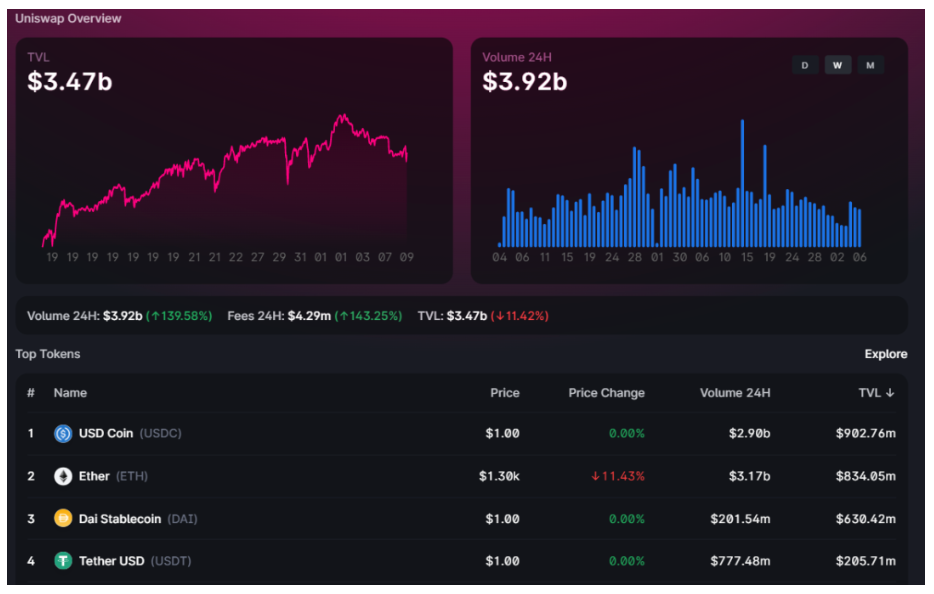 Uniswap Overview
TVL
$3.47b
19 19 19 19 19 19 19 21 21 22 27 29 31 01 01 03 07 09
Volume 24H
$3.92b
D W M
04 06 11 15 19 24 28 01 30 06 10 15 19 24 28 02 06
Volume 24H: $3.92b (↑139.58%) Fees 24H: $4.29m (↑143.25%) TVL: $3.47b (↓11.42%)
Top Tokens Explore
# Name Price Price Change Volume 24H TVL ↓
1 USD Coin (USDC) $1.00 0.00% $2.90b $902.76m
2 Ether (ETH) $1.30k ↓11.43% $3.17b $834.05m
3 Dai Stablecoin (DAI) $1.00 0.00% $201.54m $630.42m
4 Tether USD (USDT) $1.00 0.00% $777.48m $205.71m